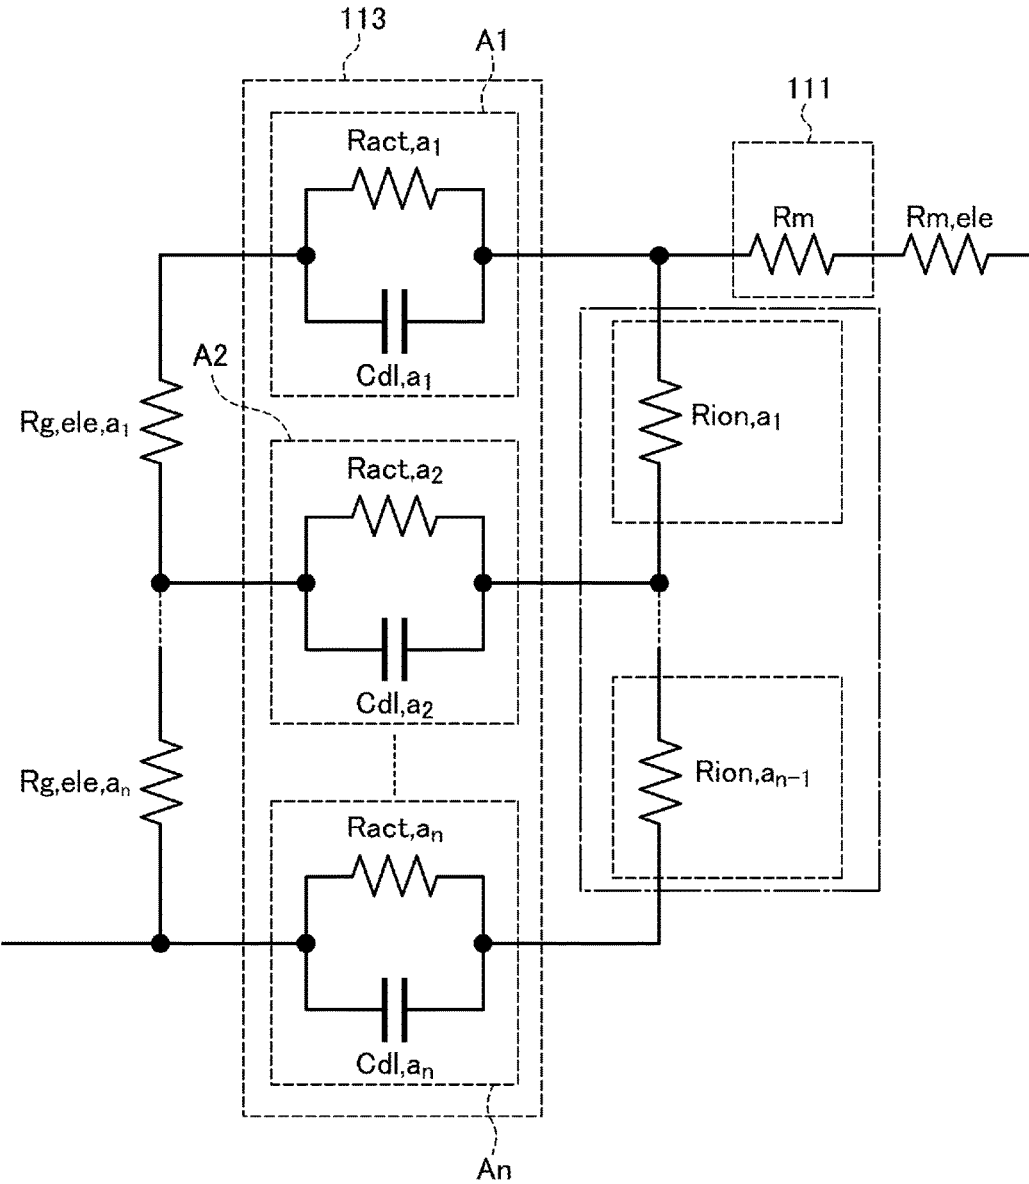 113
A1
111
Ract,a1
Rm
Rm,ele
Cdl,a1
A2
Rg,ele,a1
Rion,a1
Ract,a2
Cdl,a2
Rg,ele,an
Rion,an-1
Ract,an
Cdl,an
An